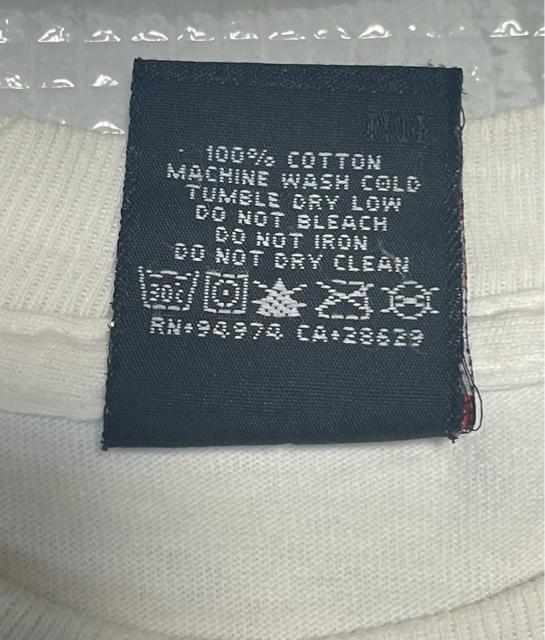 100% COTTON
MACHINE WASH COLD
TUMBLE DRY LOW
DO NOT BLEACH
DO NOT IRON
DO NOT DRY CLEAN
30C
RN♦94974 CA♦28629